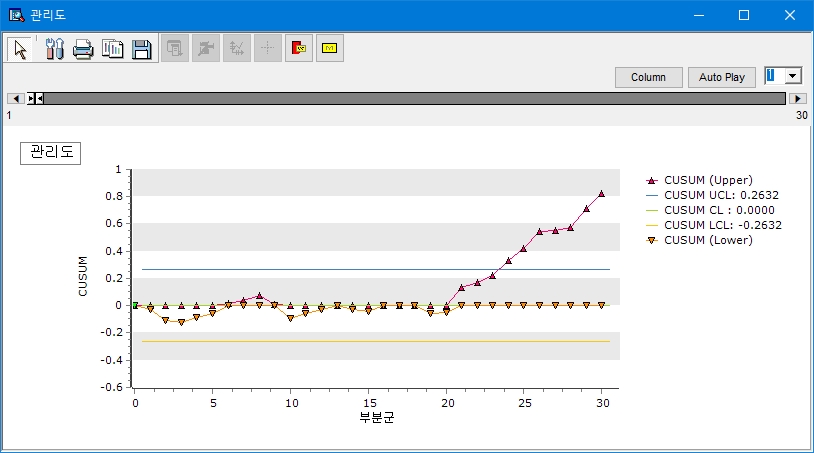 관리도
Column
Auto Play
1
1
30
관리도
CUSUM
1
0.8
0.6
0.4
0.2
0
-0.2
-0.4
-0.6
0
5
10
15
20
25
30
부분군
CUSUM (Upper)
CUSUM UCL: 0.2632
CUSUM CL : 0.0000
CUSUM LCL: -0.2632
CUSUM (Lower)